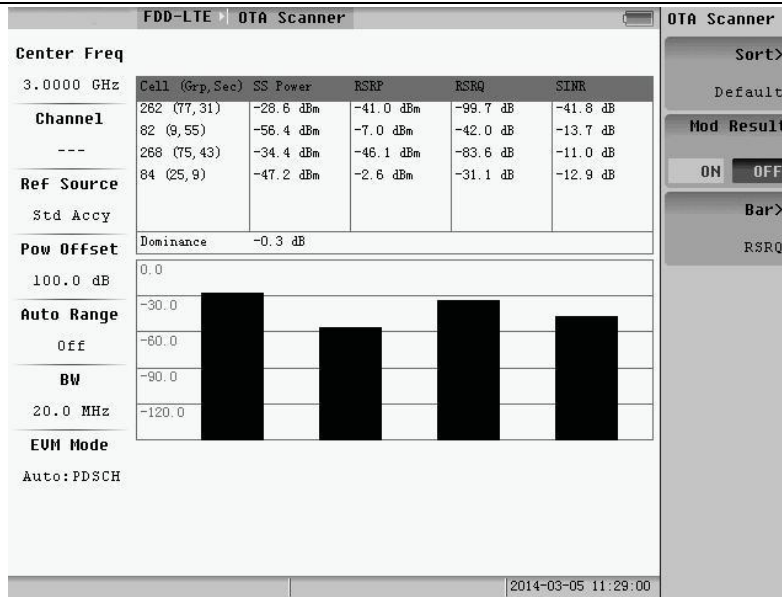 FDD-LTE OTA Scanner
Center Freq
3.0000 GHz
Channel
---
Ref Source
Std Accy
Pow Offset
100.0 dB
Auto Range
Off
BW
20.0 MHz
EVM Mode
Auto:PDSCH
Cell (Grp,Sec) SS Power RSRP RSRQ SINR
262 (77,31) -28.6 dBm -41.0 dBm -99.7 dB -41.8 dB
82 (9,55) -56.4 dBm -7.0 dBm -42.0 dB -13.7 dB
268 (75,43) -34.4 dBm -46.1 dBm -83.6 dB -11.0 dB
84 (25,9) -47.2 dBm -2.6 dBm -31.1 dB -12.9 dB
Dominance -0.3 dB
0.0
-30.0
-60.0
-90.0
-120.0
2014-03-05 11:29:00
OTA Scanner
Sort>
Default
Mod Result
ON OFF
Bar>
RSRQ